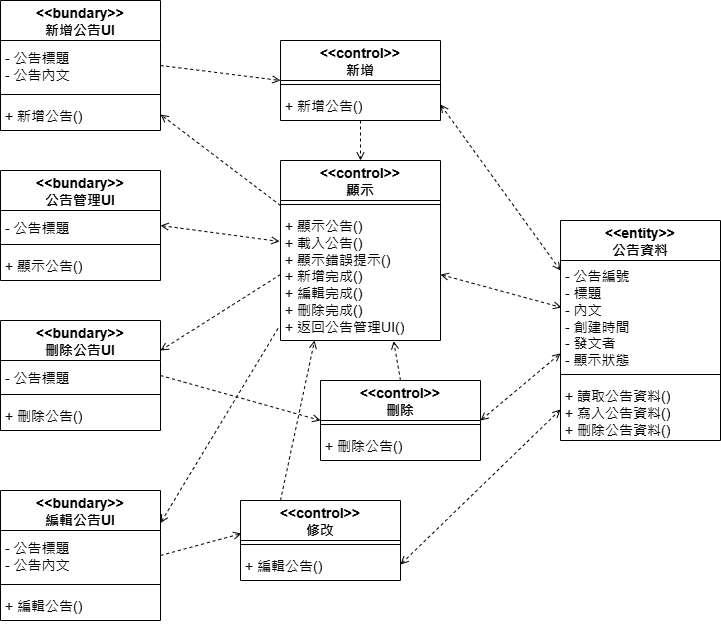 <<bundary>>
新增公告UI
- 公告標題
- 公告內文
+ 新增公告()
<<control>>
新增
+ 新增公告()
<<bundary>>
公告管理UI
- 公告標題
+ 顯示公告()
<<control>>
顯示
+ 顯示公告()
+ 載入公告()
+ 顯示錯誤提示()
+ 新增完成()
+ 編輯完成()
+ 刪除完成()
+ 返回公告管理UI()
<<entity>>
公告資料
- 公告編號
- 標題
- 內文
- 創建時間
- 發文者
- 顯示狀態
+ 讀取公告資料()
+ 寫入公告資料()
+ 刪除公告資料()
<<bundary>>
刪除公告UI
- 公告標題
+ 刪除公告()
<<control>>
刪除
+ 刪除公告()
<<bundary>>
編輯公告UI
- 公告標題
- 公告內文
+ 編輯公告()
<<control>>
修改
+ 編輯公告()